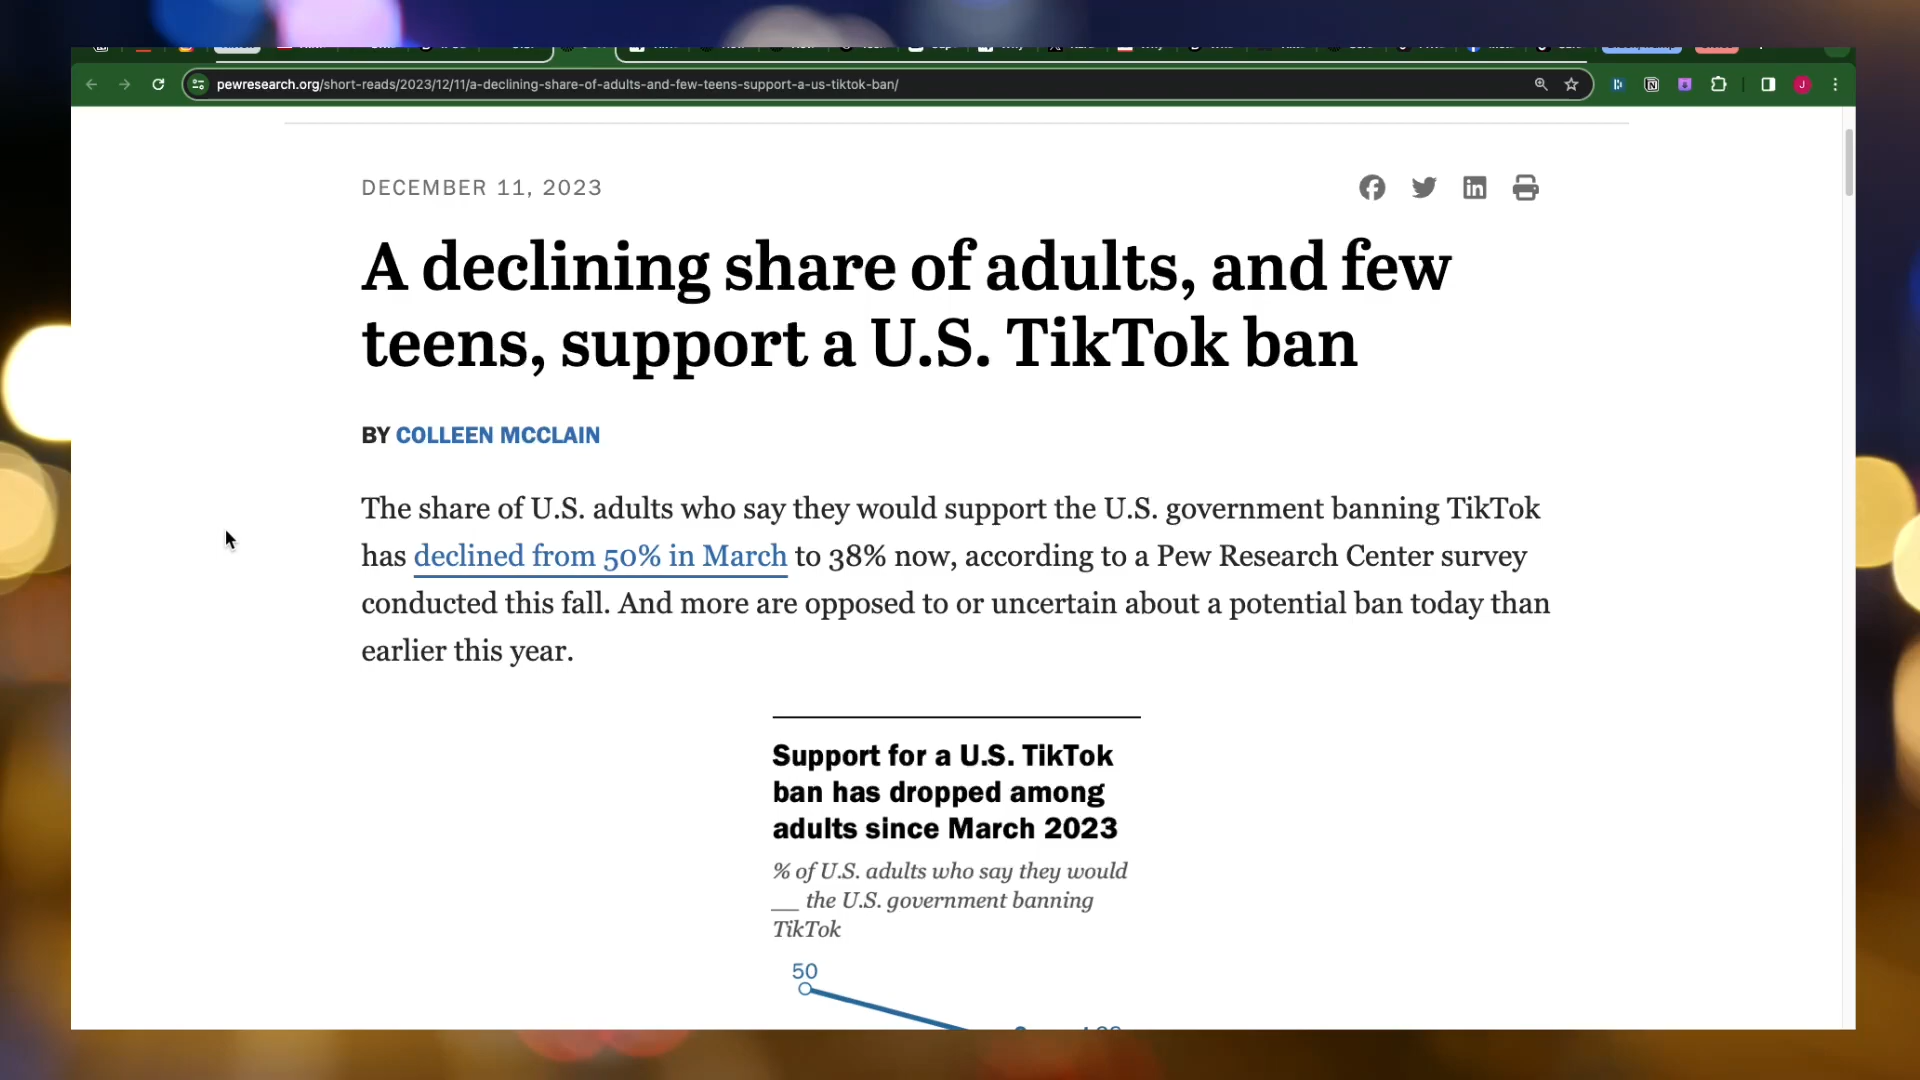 pewresearch.org/short-reads/2023/12/11/a-declining-share-of-adults-and-few-teens-support-a-us-tiktok-ban/
J
DECEMBER 11, 2023
A declining share of adults, and few
teens, support a U.S. TikTok ban
BY COLLEEN MCCLAIN
The share of U.S. adults who say they would support the U.S. government banning TikTok
has declined from 50% in March to 38% now, according to a Pew Research Center survey
conducted this fall. And more are opposed to or uncertain about a potential ban today than
earlier this year.
Support for a U.S. TikTok
ban has dropped among
adults since March 2023
% of U.S. adults who say they would
__ the U.S. government banning
TikTok
50